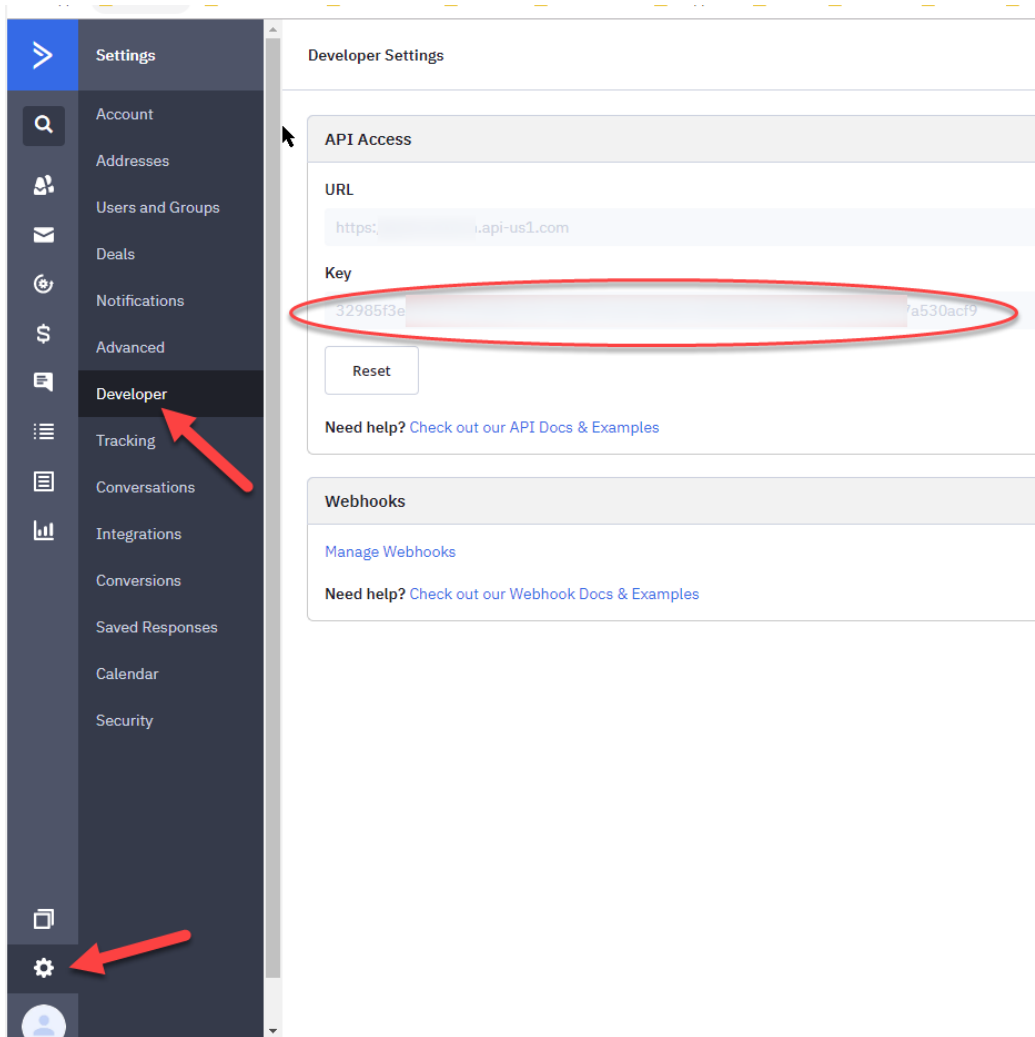 Settings
Account
Addresses
Users and Groups
Deals
Notifications
Advanced
Developer
Tracking
Conversations
Integrations
Conversions
Saved Responses
Calendar
Security
Developer Settings
API Access
URL
https: .api-us1.com
Key
32985f3e a530acf9
Reset
Need help? Check out our API Docs & Examples
Webhooks
Manage Webhooks
Need help? Check out our Webhook Docs & Examples